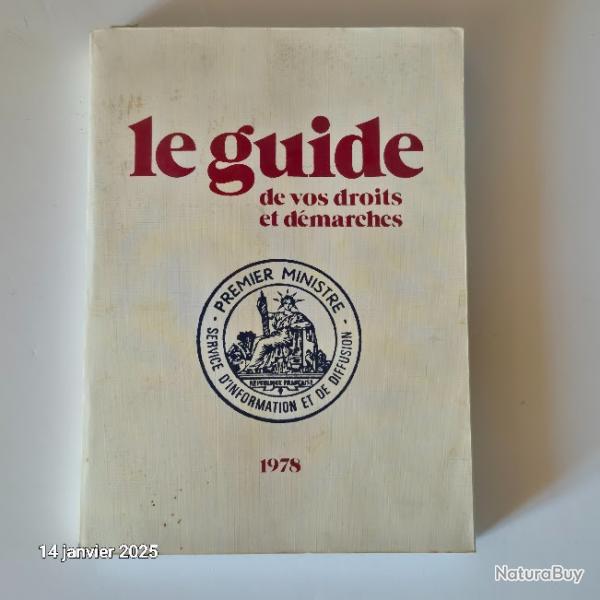 le guide
de vos droits
et démarches
· PREMIER MINISTRE ·
SERVICE D'INFORMATION ET DE DIFFUSION
RÉPUBLIQUE FRANÇAISE
1978
14 janvier 2025
NaturaBuy